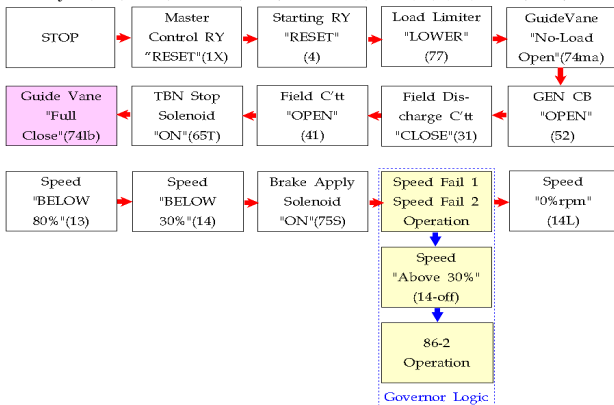 STOP
Master
Control RY
“RESET"(1X)
Starting RY
"RESET"
(4)
Load Limiter
"LOWER"
(77)
GuideVane
"No-Load
Open"(74ma)
Guide Vane
"Full
Close"(74lb)
TBN Stop
Solenoid
"ON"(65T)
Field C'tt
"OPEN"
(41)
Field Dis-
charge C'tt
"CLOSE"(31)
GEN CB
"OPEN"
(52)
Speed
"BELOW
80%"(13)
Speed
"BELOW
30%"(14)
Brake Apply
Solenoid
"ON"(75S)
Speed Fail 1
Speed Fail 2
Operation
Speed
"0%rpm"
(14L)
Speed
"Above 30%"
(14-off)
86-2
Operation
Governor Logic